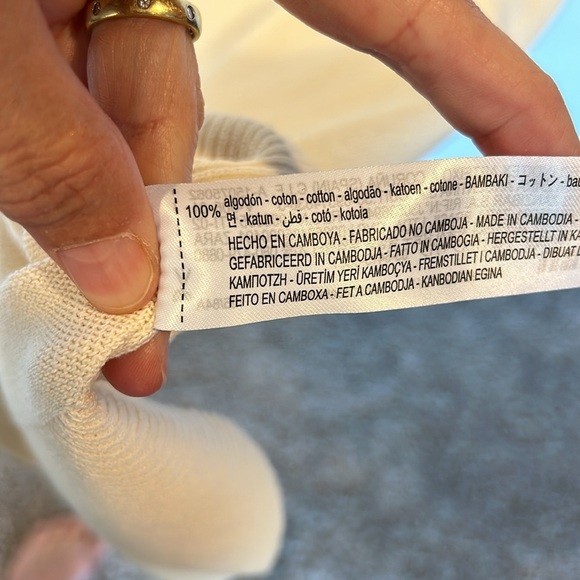 100% algodón - coton - cotton - algodão - katoen - cotone - BAMBAKI - コットン -
면 - katun - قطن - cotó - kotoia
HECHO EN CAMBOYA - FABRICADO NO CAMBOJA - MADE IN CAMBODIA -
GEFABRICEERD IN CAMBODJA - FATTO IN CAMBOGIA - HERGESTELLT IN
ΚΑΜΠΟΤΖΗ - ÜRETİM YERİ KAMBOÇYA - FREMSTILLET I CAMBODJA - DIBUAT
FEITO EN CAMBOXA - FET A CAMBODJA - KANBODIAN EGINA